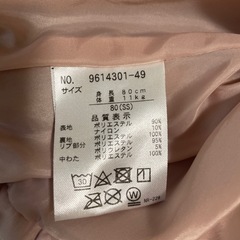 NO. 9614301-49
サイズ
身長 80cm
体重 11kg
80(SS)
品質表示
表地 ポリエステル 90%
ナイロン 10%
裏地 ポリエステル 100%
リブ部分 ポリエステル 95%
ポリウレタン 5%
中わた ポリエステル 100%
30